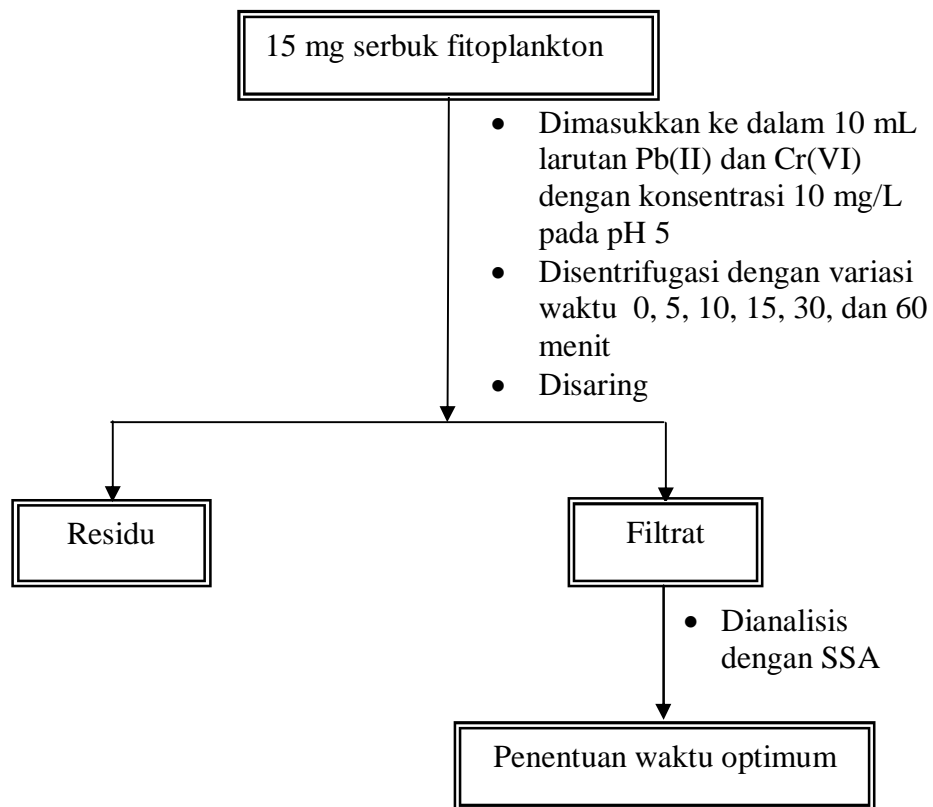 15 mg serbuk fitoplankton
• Dimasukkan ke dalam 10 mL
larutan Pb(II) dan Cr(VI)
dengan konsentrasi 10 mg/L
pada pH 5
• Disentrifugasi dengan variasi
waktu 0, 5, 10, 15, 30, dan 60
menit
• Disaring
Residu
Filtrat
• Dianalisis
dengan SSA
Penentuan waktu optimum